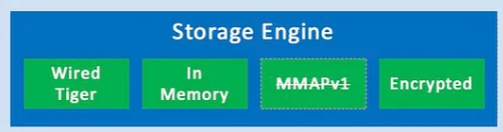 Storage Engine
Wired
Tiger
In
Memory
MMAPv1
Encrypted